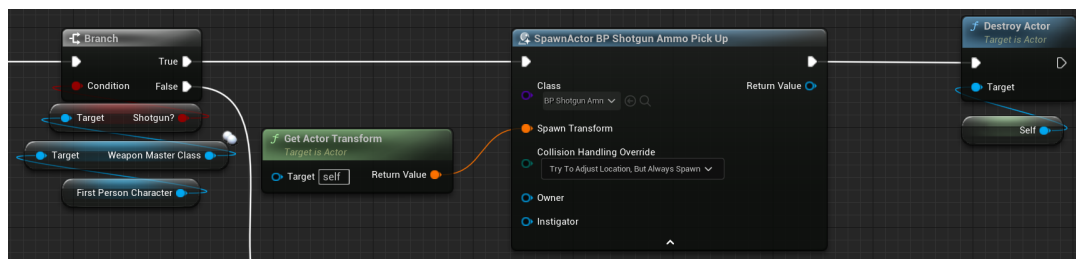 Branch
True
Condition False
Target Shotgun?
Target Weapon Master Class
First Person Character
f Get Actor Transform
Target is Actor
Target self Return Value
SpawnActor BP Shotgun Ammo Pick Up
Class Return Value
BP Shotgun Amn
Spawn Transform
Collision Handling Override
Try To Adjust Location, But Always Spawn
Owner
Instigator
f Destroy Actor
Target is Actor
Target
Self